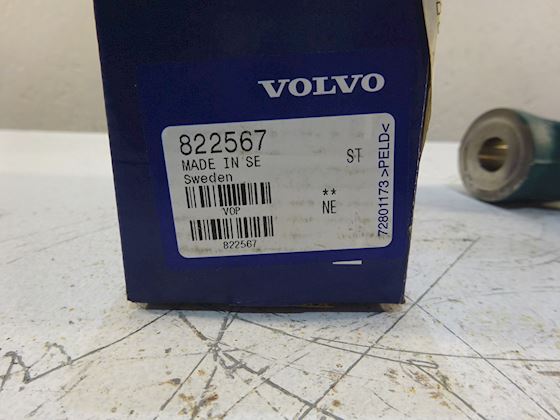 VOLVO
822567
MADE IN SE
ST
Sweden
**
VOP
NE
822567
72801173 >PELD<